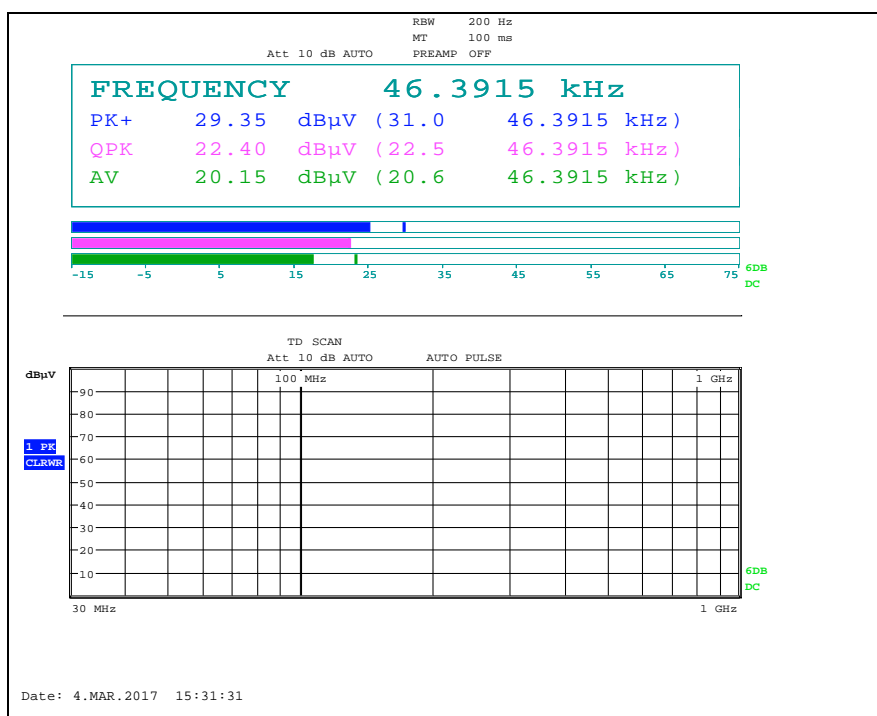 RBW 200 Hz
MT 100 ms
Att 10 dB AUTO PREAMP OFF
FREQUENCY 46.3915 kHz
PK+ 29.35 dBµV (31.0 46.3915 kHz)
QPK 22.40 dBµV (22.5 46.3915 kHz)
AV 20.15 dBµV (20.6 46.3915 kHz)
-15 -5 5 15 25 35 45 55 65 75
6DB
DC
TD SCAN
Att 10 dB AUTO AUTO PULSE
dBµV
100 MHz 1 GHz
90
80
70
1 PK
60
CLRWR
50
40
30
20
10
6DB
DC
30 MHz 1 GHz
Date: 4.MAR.2017 15:31:31